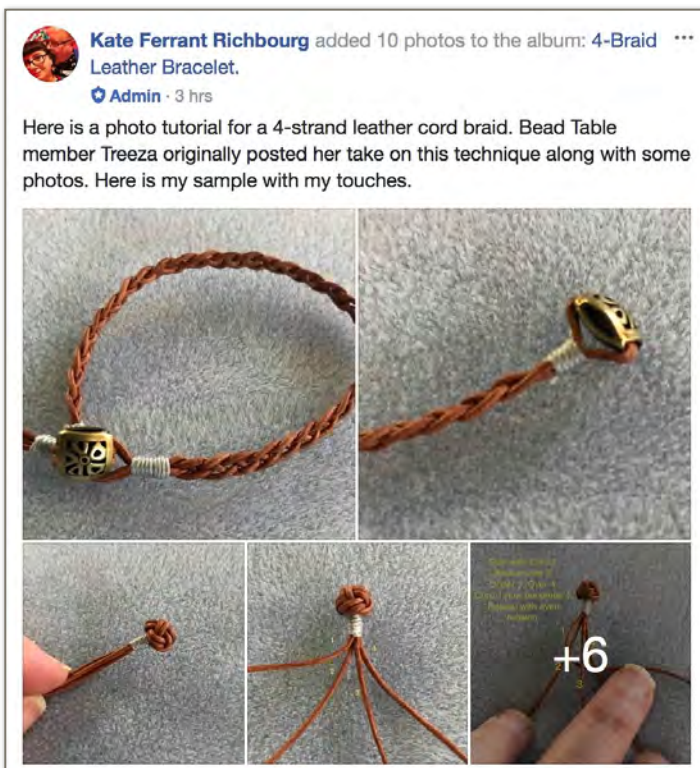 Kate Ferrant Richbourg added 10 photos to the album: 4-Braid ...
Leather Bracelet.
Admin · 3 hrs
Here is a photo tutorial for a 4-strand leather cord braid. Bead Table
member Treeza originally posted her take on this technique along with some
photos. Here is my sample with my touches.
+6
3